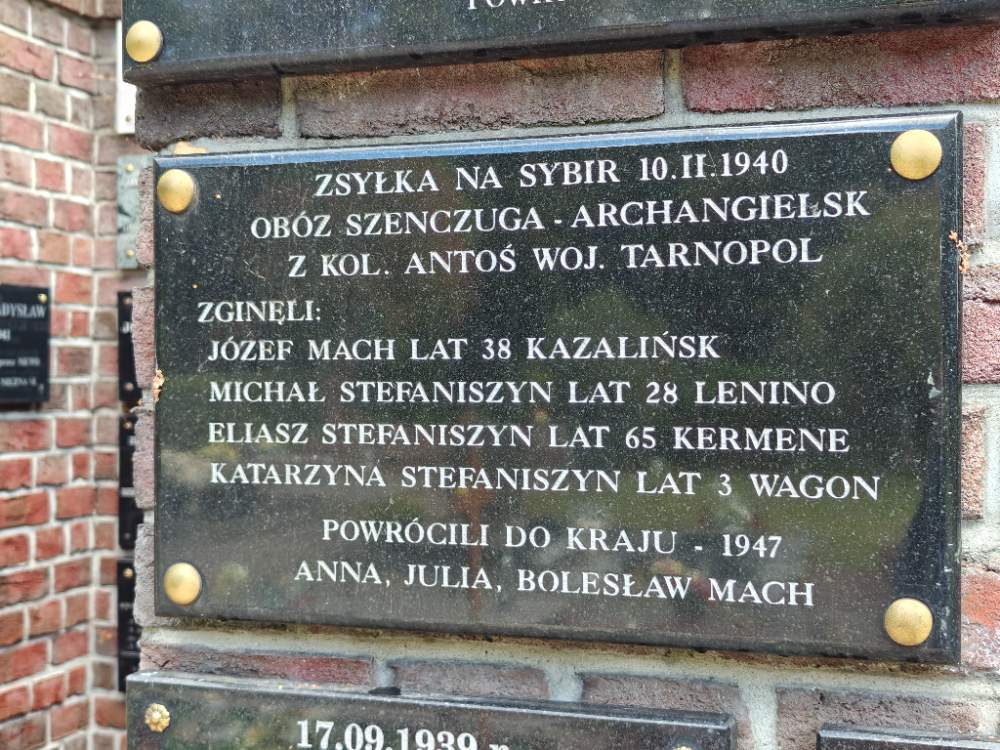 ZSYŁKA NA SYBIR 10.II.1940
OBÓZ SZENCZUGA - ARCHANGIELSK
Z KOL. ANTOŚ WOJ. TARNOPOL
ZGINĘLI:
JÓZEF MACH LAT 38 KAZALIŃSK
MICHAŁ STEFANISZYN LAT 28 LENINO
ELIASZ STEFANISZYN LAT 65 KERMENE
KATARZYNA STEFANISZYN LAT 3 WAGON
POWRÓCILI DO KRAJU - 1947
ANNA, JULIA, BOLESŁAW MACH
17.09.1939 r.